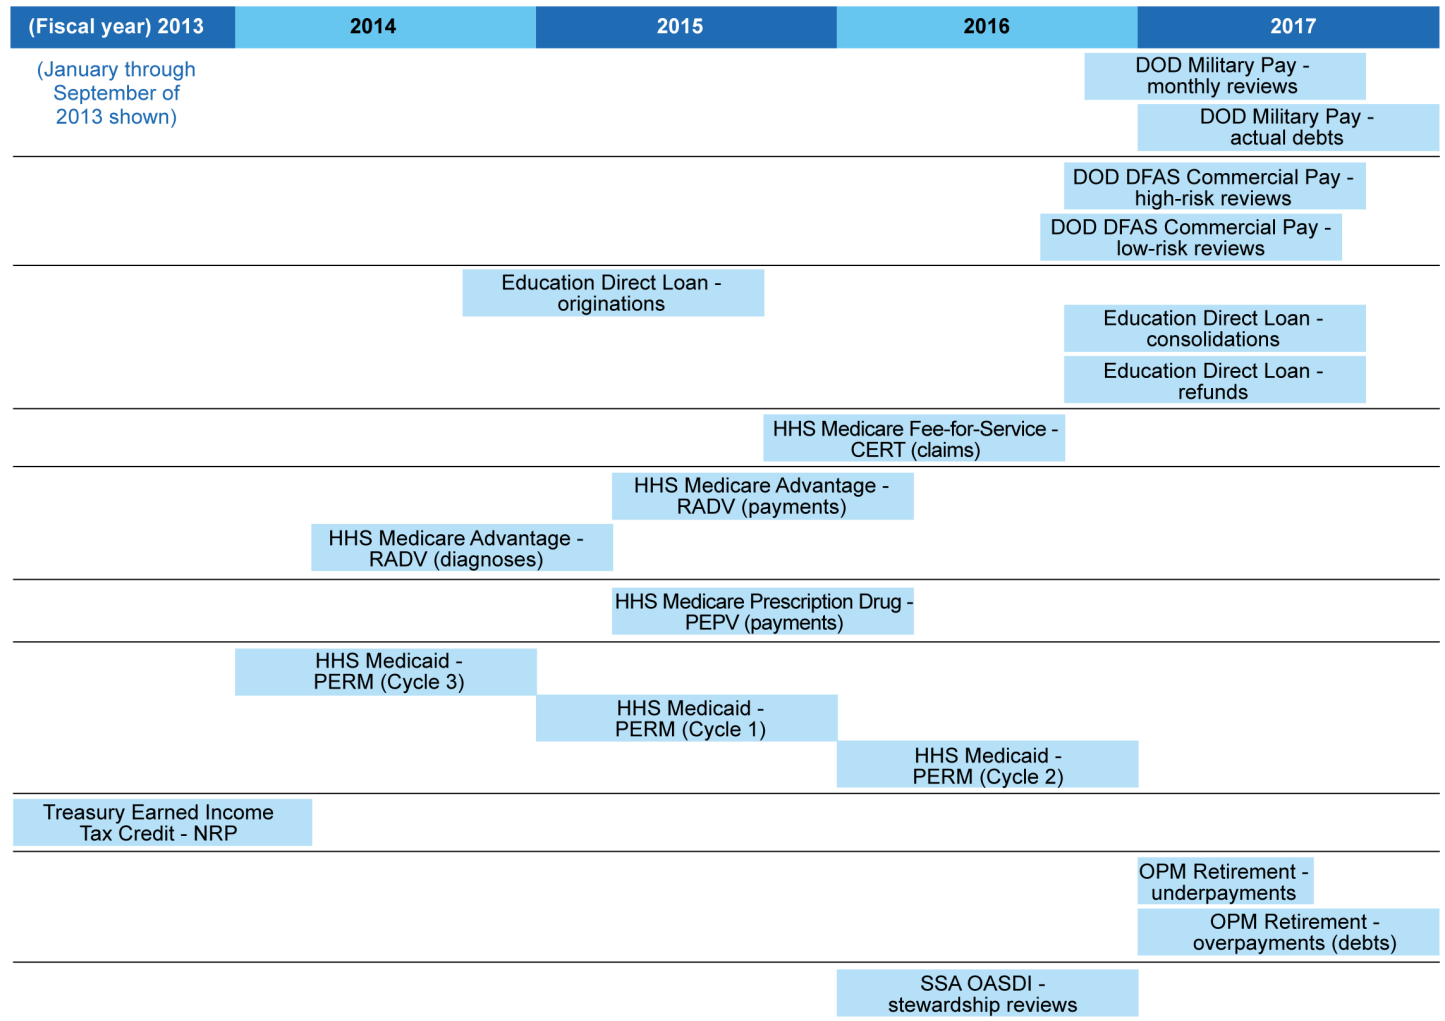 (Fiscal year) 2013
2014
2015
2016
2017
(January through
September of
2013 shown)
DOD Military Pay -
monthly reviews
DOD Military Pay -
actual debts
DOD DFAS Commercial Pay -
high-risk reviews
DOD DFAS Commercial Pay -
low-risk reviews
Education Direct Loan -
originations
Education Direct Loan -
consolidations
Education Direct Loan -
refunds
HHS Medicare Fee-for-Service -
CERT (claims)
HHS Medicare Advantage -
RADV (payments)
HHS Medicare Advantage -
RADV (diagnoses)
HHS Medicare Prescription Drug -
PEPV (payments)
HHS Medicaid -
PERM (Cycle 3)
HHS Medicaid -
PERM (Cycle 1)
HHS Medicaid -
PERM (Cycle 2)
Treasury Earned Income
Tax Credit - NRP
OPM Retirement -
underpayments
OPM Retirement -
overpayments (debts)
SSA OASDI -
stewardship reviews